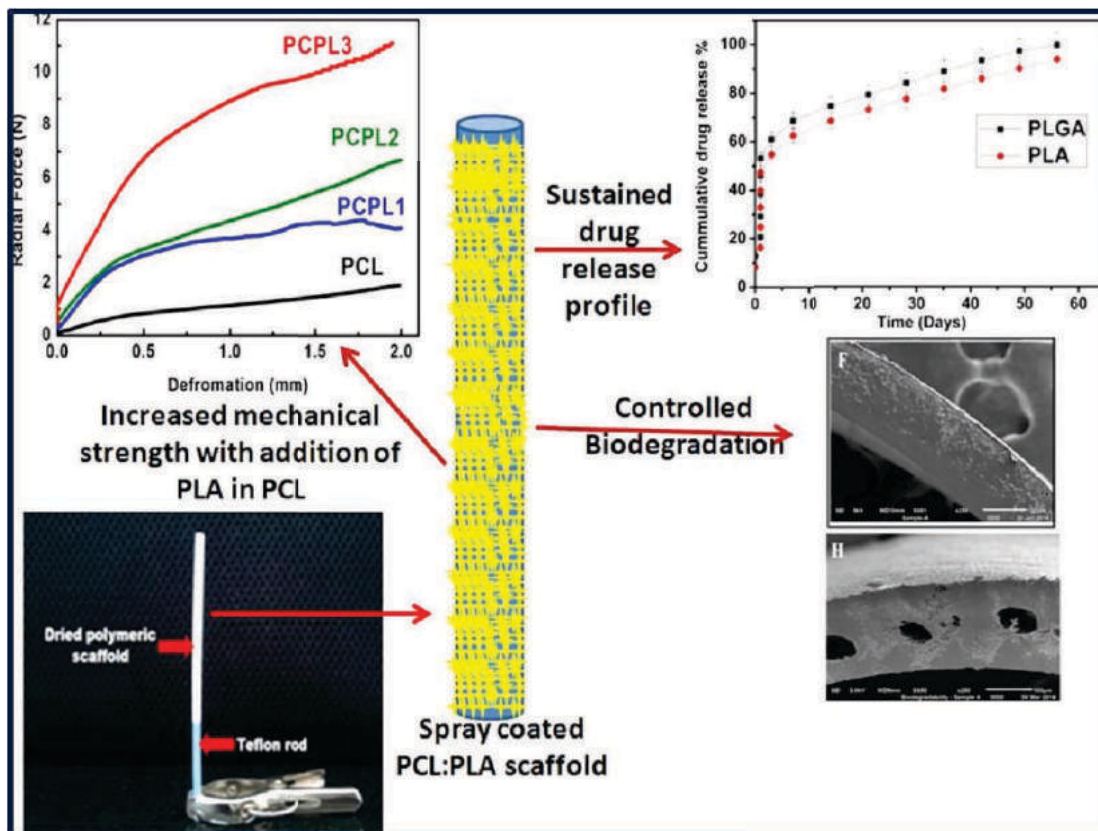 12
10
8
6
4
2
0
Radial Force (N)
PCPL3
PCPL2
PCPL1
PCL
0.0 0.5 1.0 1.5 2.0
Defromation (mm)
Increased mechanical
strength with addition of
PLA in PCL
Dried polymeric
scaffold
Teflon rod
Spray coated
PCL:PLA scaffold
Sustained
drug
release
profile
Controlled
Biodegradation
100
80
60
40
20
0
Cummulative drug release %
PLGA
PLA
0 10 20 30 40 50 60
Time (Days)
F
H